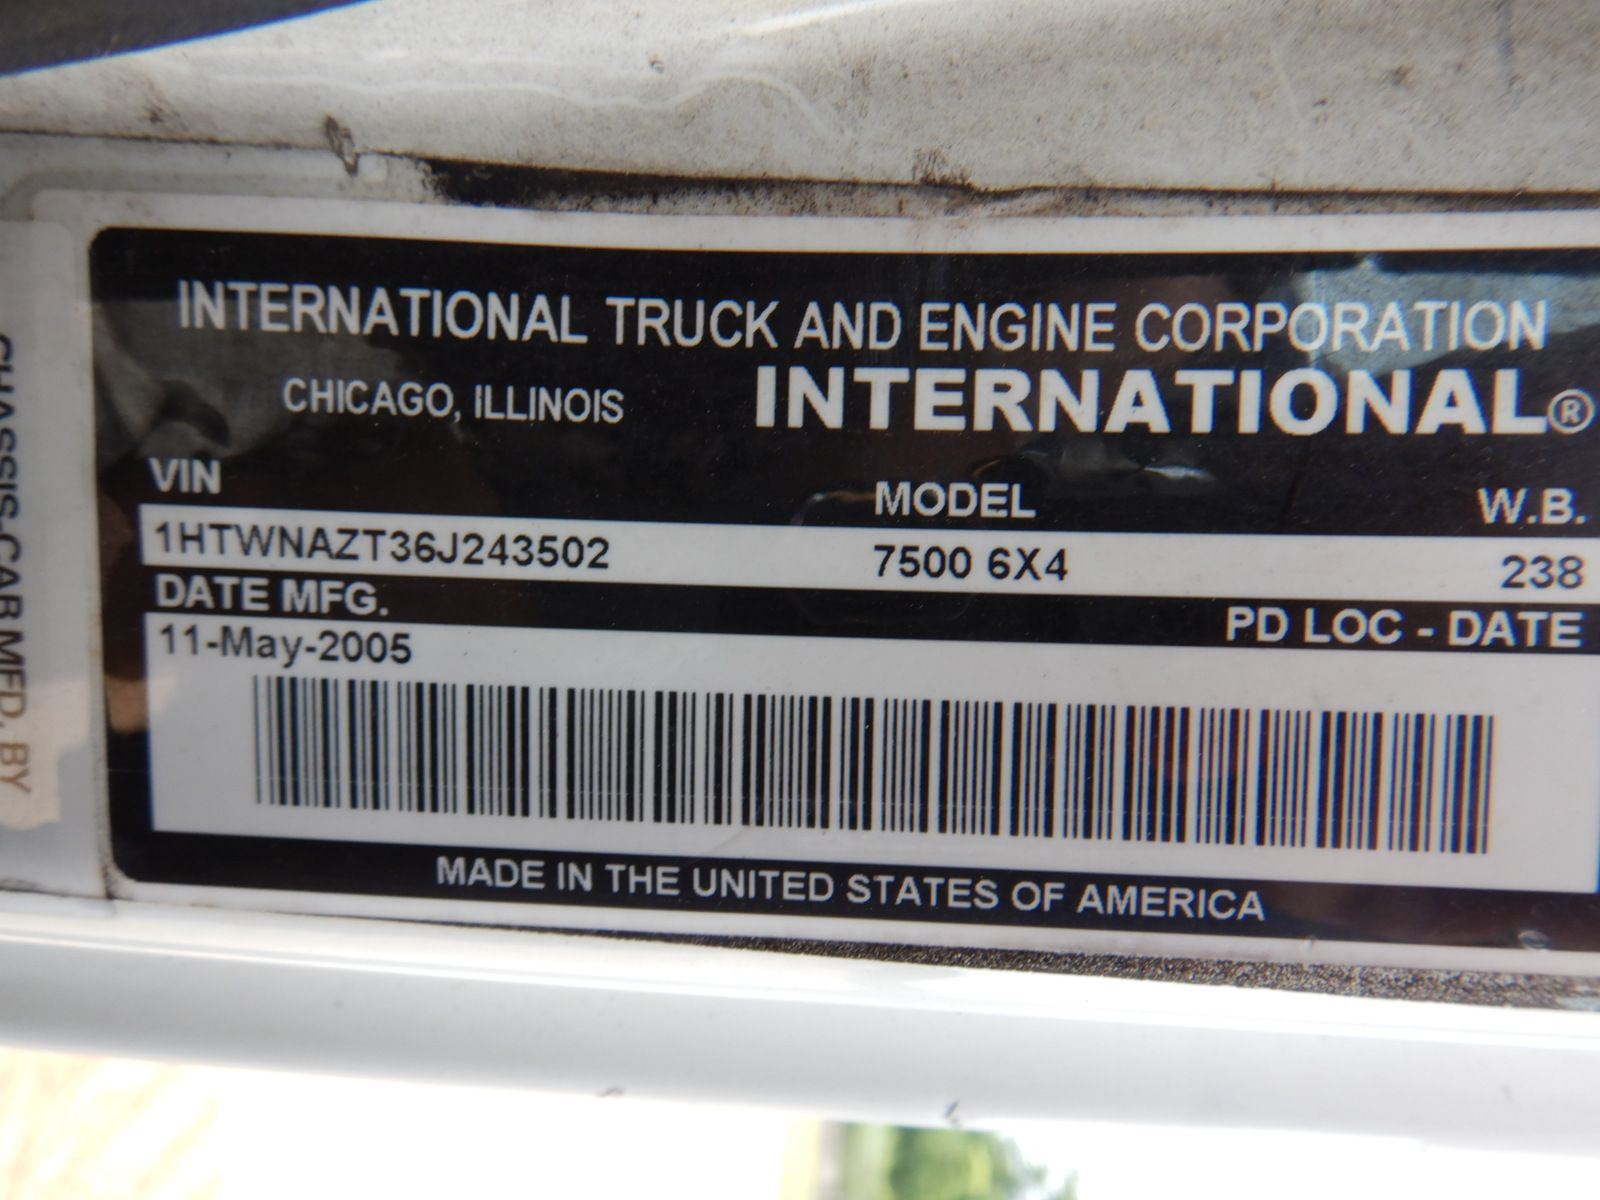 INTERNATIONAL TRUCK AND ENGINE CORPORATION
CHICAGO, ILLINOIS INTERNATIONAL®
VIN MODEL W.B.
1HTWNAZT36J243502 7500 6X4 238
DATE MFG. PD LOC - DATE
11-May-2005
MADE IN THE UNITED STATES OF AMERICA
CHASSIS-CAB MFD. BY